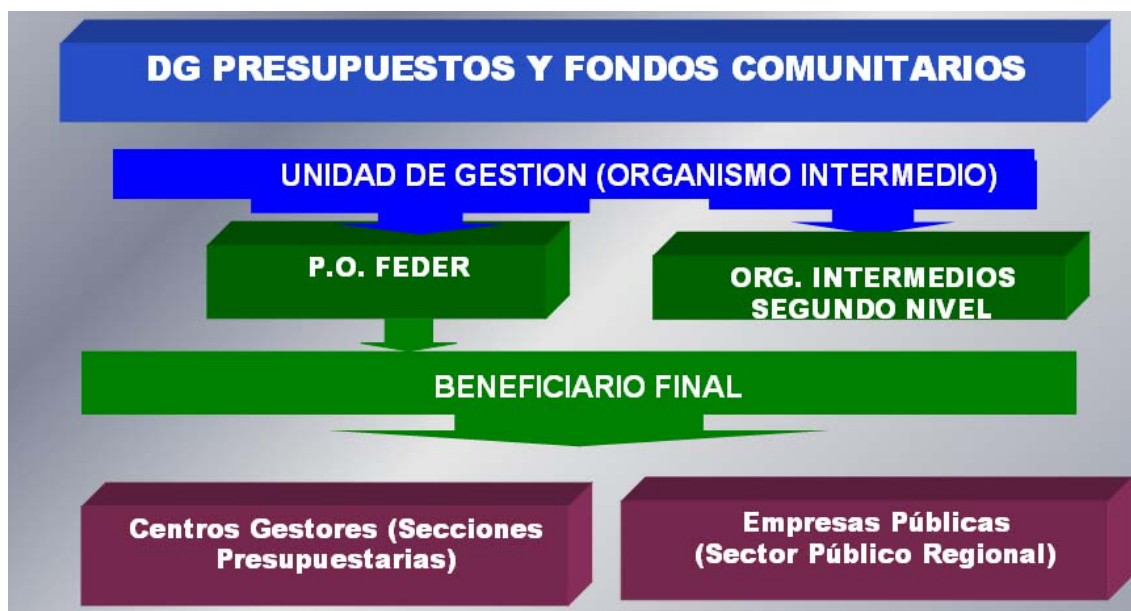 DG PRESUPUESTOS Y FONDOS COMUNITARIOS
UNIDAD DE GESTION (ORGANISMO INTERMEDIO)
P.O. FEDER
ORG. INTERMEDIOS
SEGUNDO NIVEL
BENEFICIARIO FINAL
Centros Gestores (Secciones
Presupuestarias)
Empresas Públicas
(Sector Público Regional)